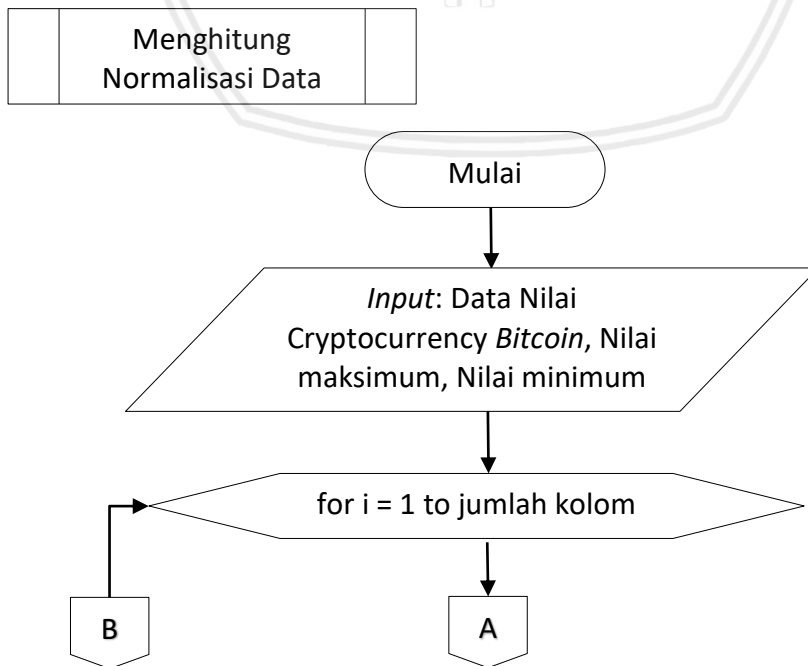 Menghitung
Normalisasi Data
Mulai
Input: Data Nilai
Cryptocurrency Bitcoin, Nilai
maksimum, Nilai minimum
for i = 1 to jumlah kolom
B
A